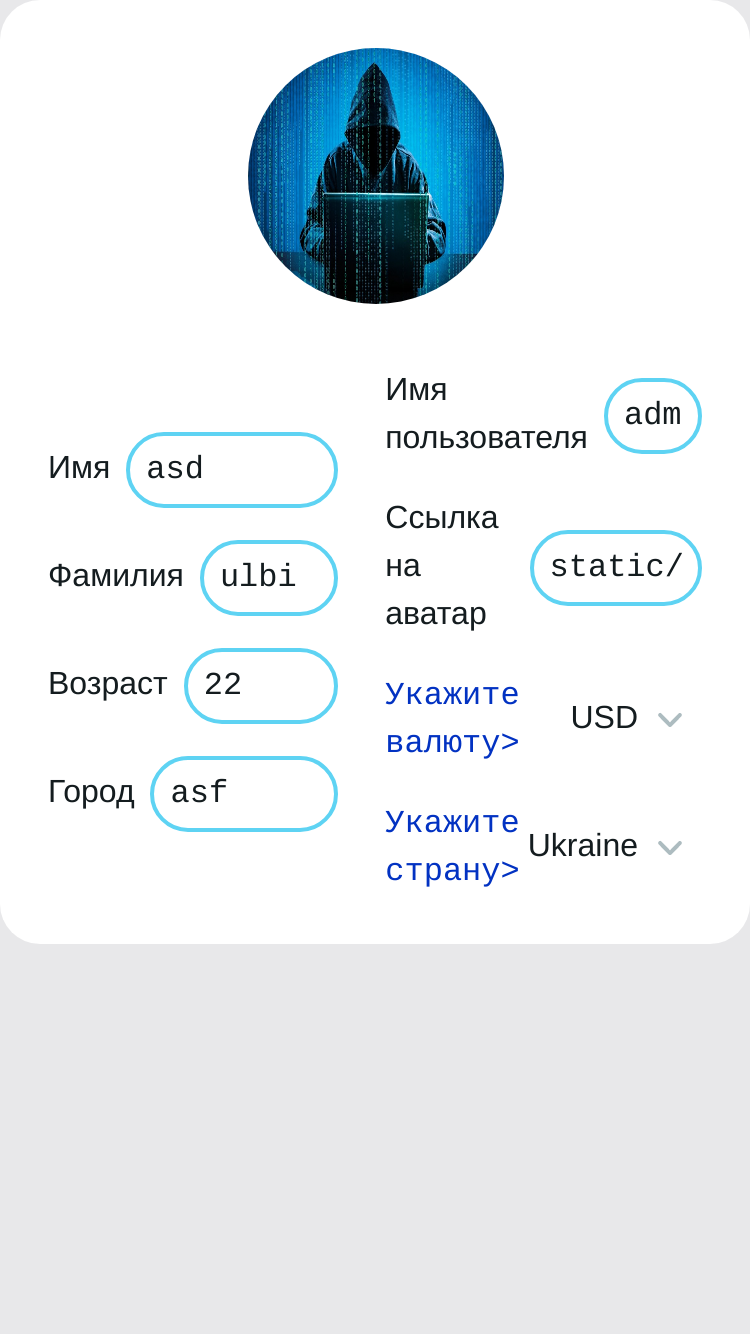 Имя asd
Фамилия ulbi
Возраст 22
Город asf
Имя
пользователя adm
Ссылка
на
аватар static/
Укажите
валюту> USD
Укажите
страну> Ukraine